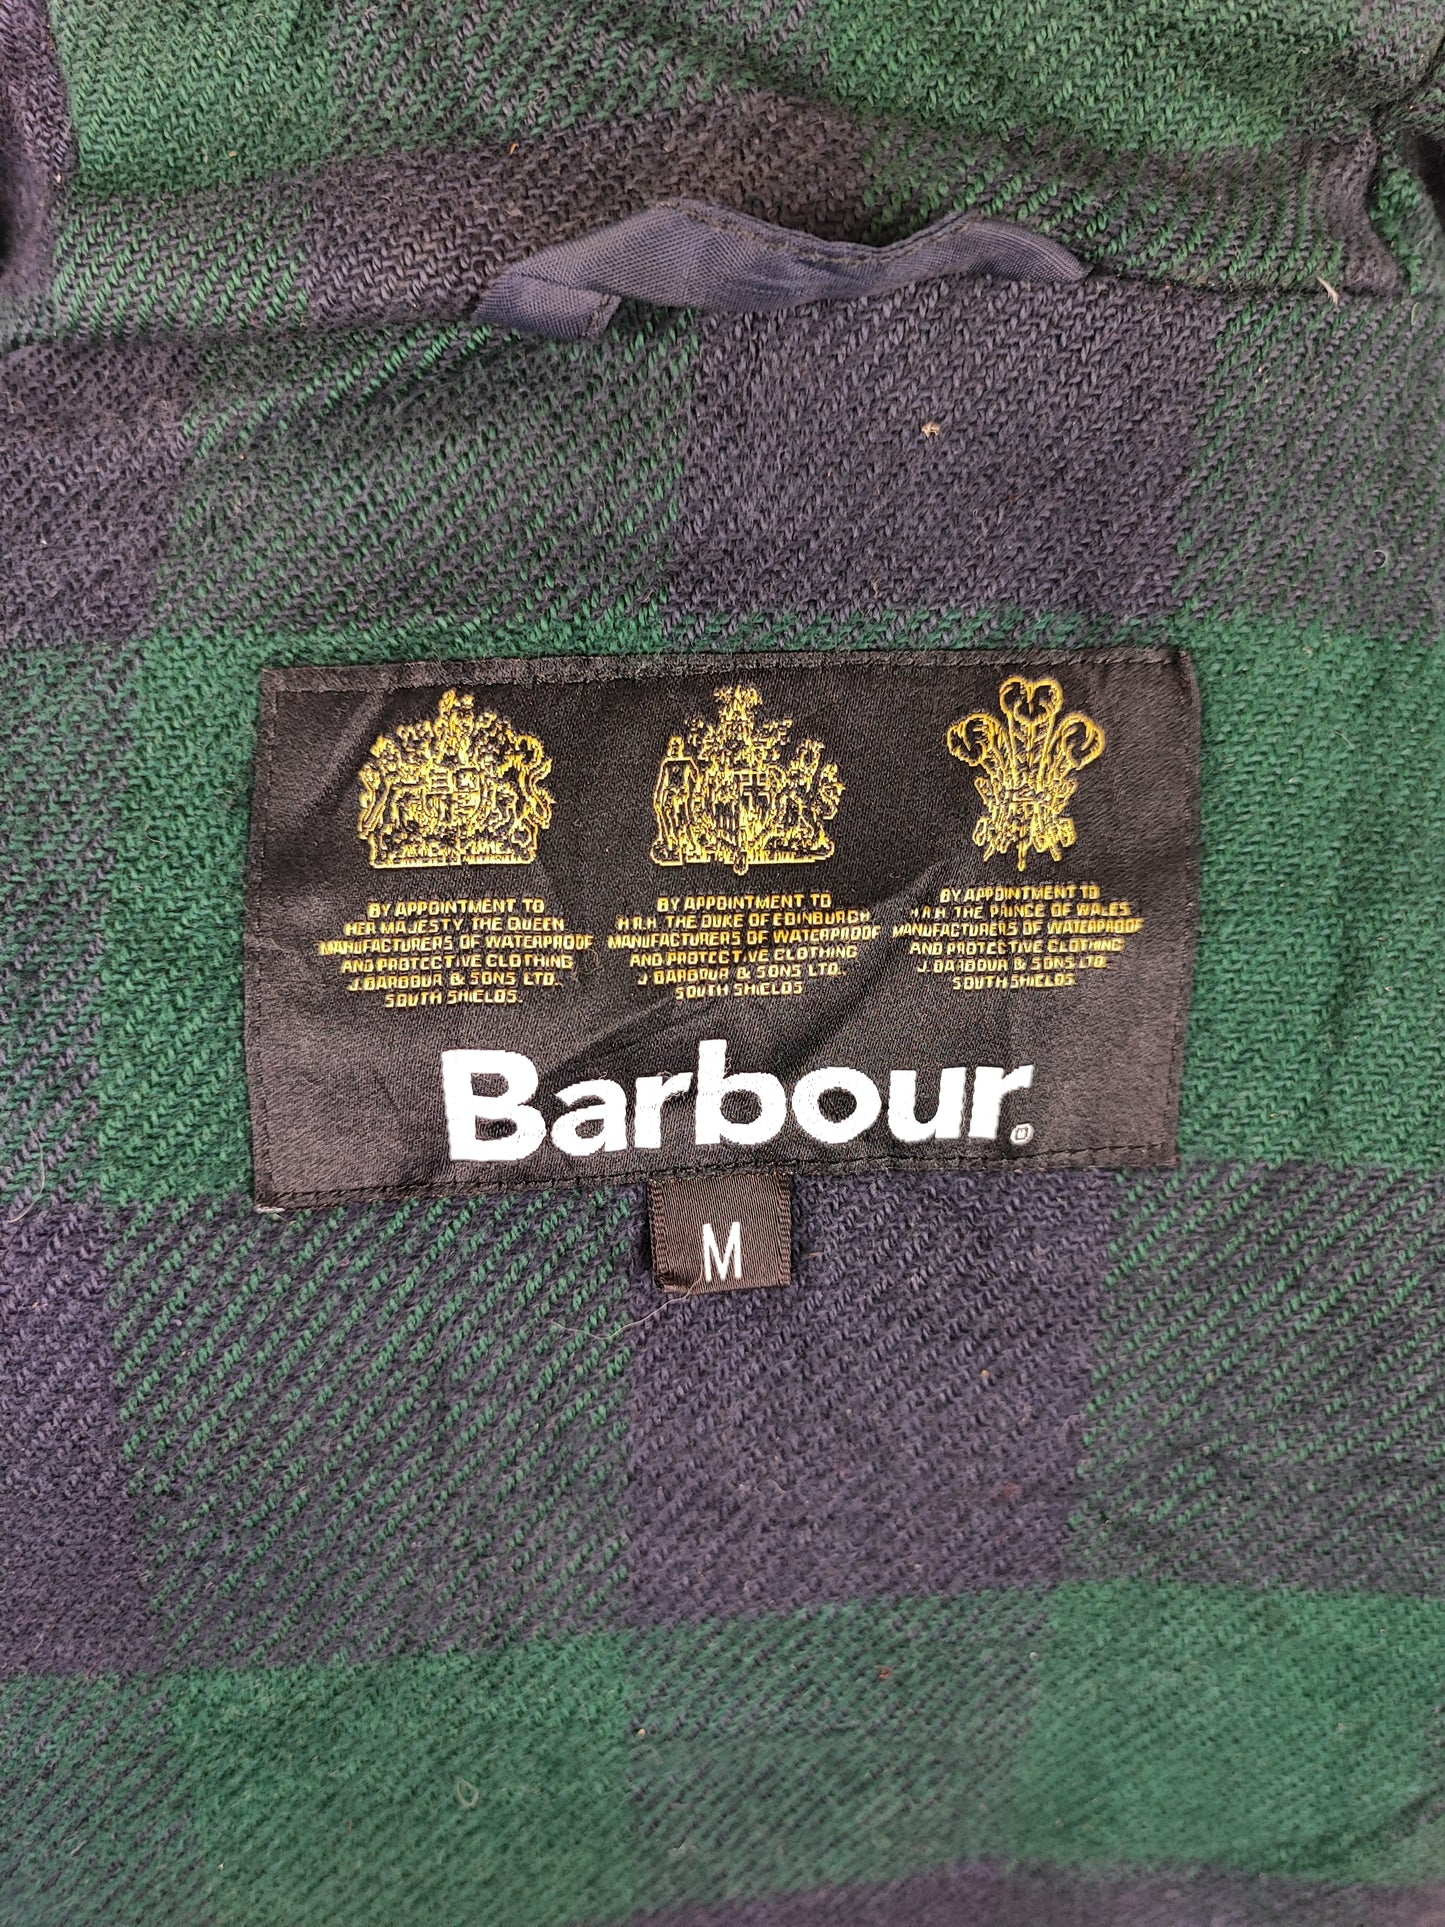 BY APPOINTMENT TO
HER MAJESTY THE QUEEN
MANUFACTURERS OF WATERPROOF
AND PROTECTIVE CLOTHING
J. BARBOUR & SONS LTD.
SOUTH SHIELDS.
BY APPOINTMENT TO
H.R.H. THE DUKE OF EDINBURGH
MANUFACTURERS OF WATERPROOF
AND PROTECTIVE CLOTHING
J. BARBOUR & SONS LTD.
SOUTH SHIELDS
BY APPOINTMENT TO
H.R.H. THE PRINCE OF WALES
MANUFACTURERS OF WATERPROOF
AND PROTECTIVE CLOTHING
J. BARBOUR & SONS LTD.
SOUTH SHIELDS
Barbour.
M